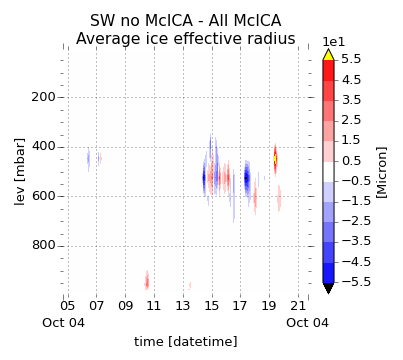 SW no McICA - All McICA
Average ice effective radius
1e1
5.5
4.5
3.5
2.5
1.5
0.5
−0.5
−1.5
−2.5
−3.5
−4.5
−5.5
[Micron]
200
400
600
800
lev [mbar]
05 07 09 11 13 15 17 19 21
Oct 04 Oct 04
time [datetime]